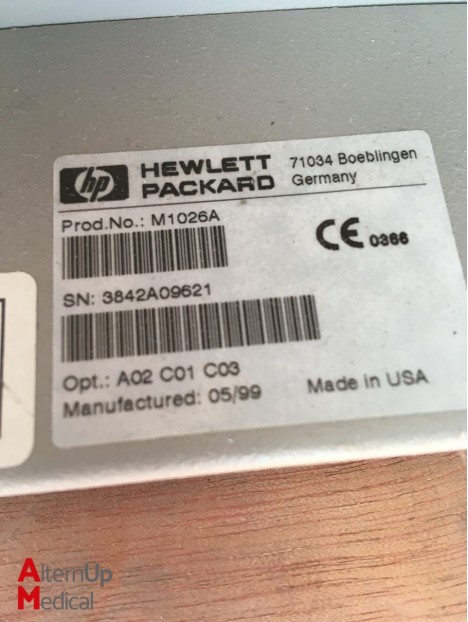 hp HEWLETT PACKARD
71034 Boeblingen
Germany
Prod.No.: M1026A
CE 0366
SN: 3842A09621
Opt.: A02 C01 C03
Manufactured: 05/99
Made in USA
AlternUp
Medical